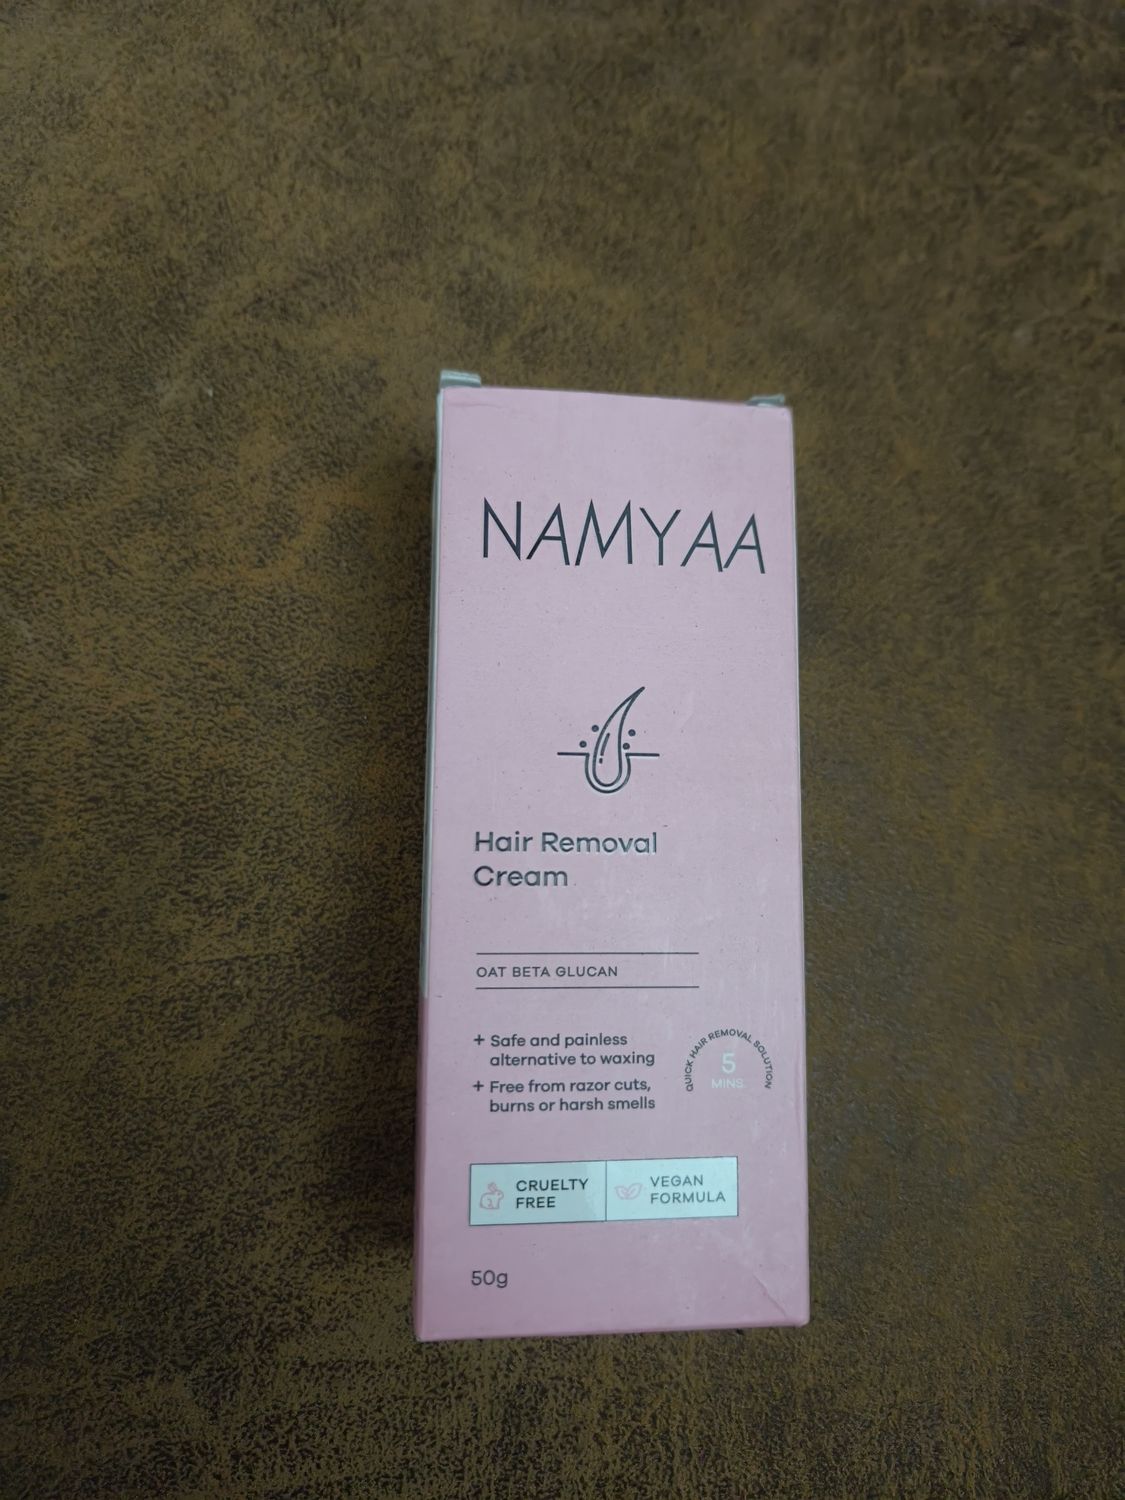 NAMYAA
Hair Removal
Cream
OAT BETA GLUCAN
+ Safe and painless
alternative to waxing
+ Free from razor cuts,
burns or harsh smells
QUICK HAIR REMOVAL SOLUTION
5
MINS.
CRUELTY
FREE
VEGAN
FORMULA
50g